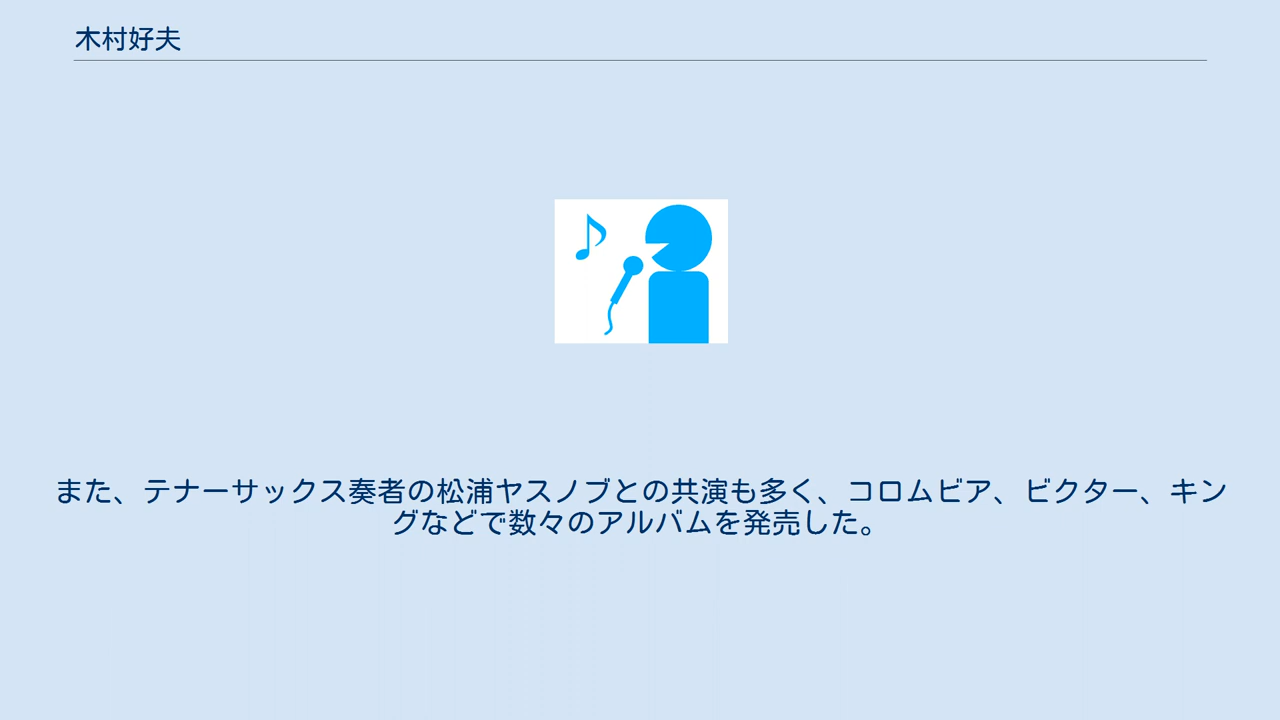 木村好夫
また、テナーサックス奏者の松浦ヤスノブとの共演も多く、コロムビア、ビクター、キン
グなどで数々のアルバムを発売した。